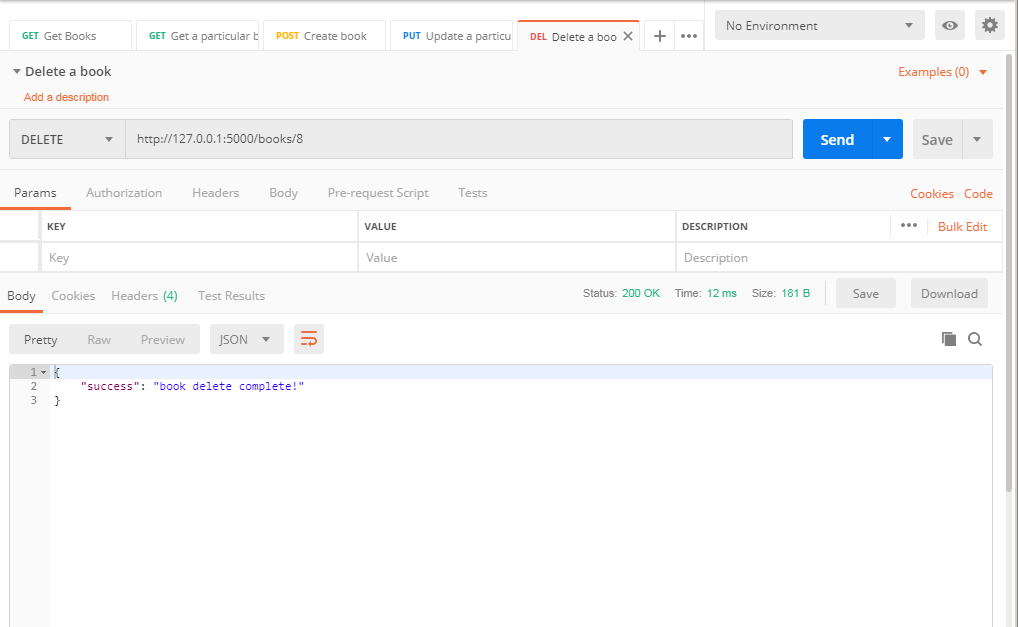 GET Get Books
GET Get a particular b
POST Create book
PUT Update a particu
DEL Delete a boo
No Environment
Delete a book
Examples (0)
Add a description
DELETE
http://127.0.0.1:5000/books/8
Send
Save
Params Authorization Headers Body Pre-request Script Tests
Cookies Code
KEY VALUE DESCRIPTION
Bulk Edit
Key Value Description
Body Cookies Headers (4) Test Results
Status: 200 OK Time: 12 ms Size: 181 B
Save
Download
Pretty Raw Preview
JSON
1 {
2 "success": "book delete complete!"
3 }